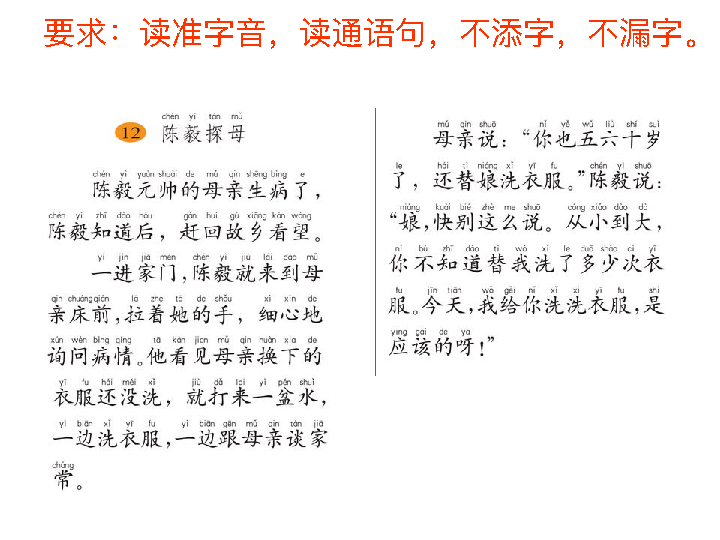 要求：读准字音，读通语句，不添字，不漏字。
chén yì tàn mǔ
12 陈毅探母
chén yì yuán shuài de mǔ qin shēng bìng le
陈毅元帅的母亲生病了，
chén yì zhī dào hòu gǎn huí gù xiāng kàn wàng
陈毅知道后，赶回故乡看望。
yí jìn jiā mén chén yì jiù lái dào mǔ
一进家门，陈毅就来到母
qin chuáng qián lā zhe tā de shǒu xì xīn de
亲床前，拉着她的手，细心地
xún wèn bìng qíng tā kàn jiàn mǔ qin huàn xià de
询问病情。他看见母亲换下的
yī fu hái méi xǐ jiù dǎ lái yì pén shuǐ
衣服还没洗，就打来一盆水，
yì biān xǐ yī fu yì biān gēn mǔ qin tán jiā
一边洗衣服，一边跟母亲谈家
cháng
常。
mǔ qin shuō nǐ yě wǔ liù shí suì
母亲说：“你也五六十岁
le hái tì niáng xǐ yī fu chén yì shuō
了，还替娘洗衣服。”陈毅说：
niáng kuài bié zhè me shuō cóng xiǎo dào dà
“娘，快别这么说。从小到大，
nǐ bù zhī dào tì wǒ xǐ le duō shǎo cì yī
你不知道替我洗了多少次衣
fu jīn tiān wǒ gěi nǐ xǐ xi yī fu shì
服。今天，我给你洗洗衣服，是
yīng gāi de ya
应该的呀！”